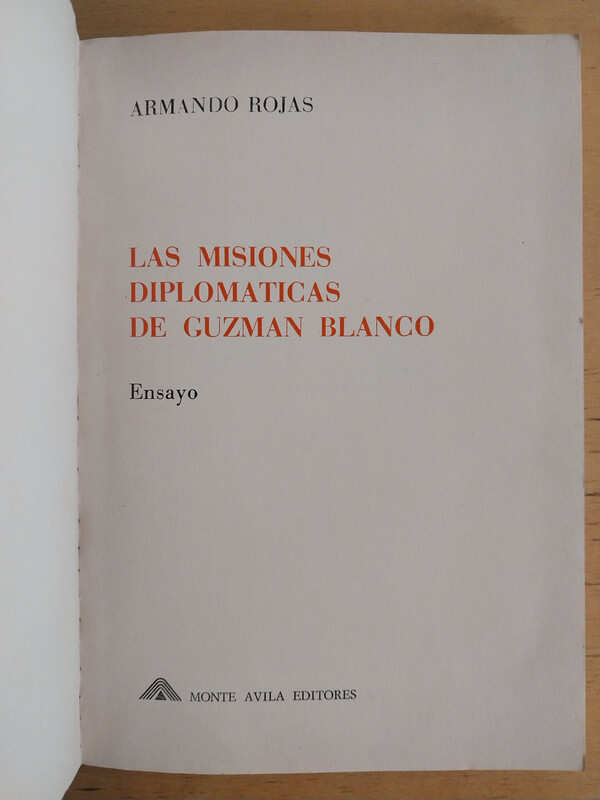 ARMANDO ROJAS
LAS MISIONES
DIPLOMATICAS
DE GUZMAN BLANCO
Ensayo
MONTE AVILA EDITORES